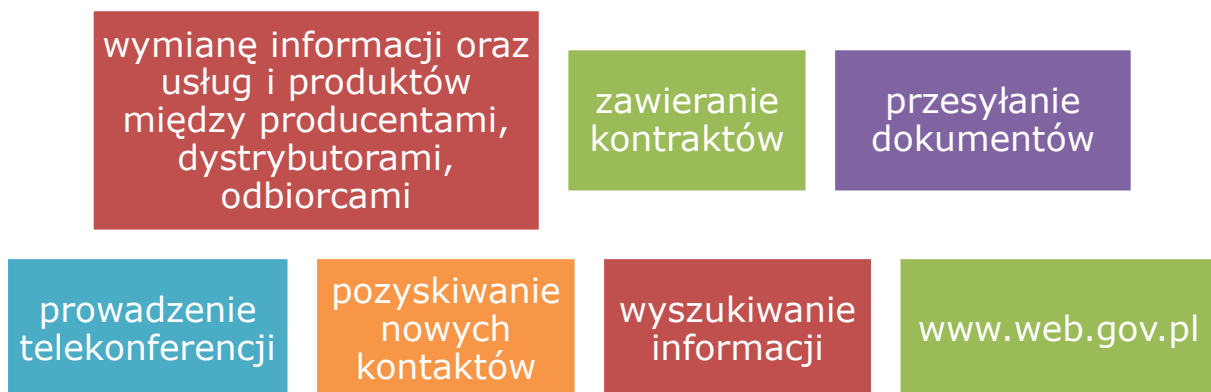 wymianę informacji oraz
usług i produktów
między producentami,
dystrybutorami,
odbiorcami
zawieranie
kontraktów
przesyłanie
dokumentów
prowadzenie
telekonferencji
pozyskiwanie
nowych
kontaktów
wyszukiwanie
informacji
www.web.gov.pl